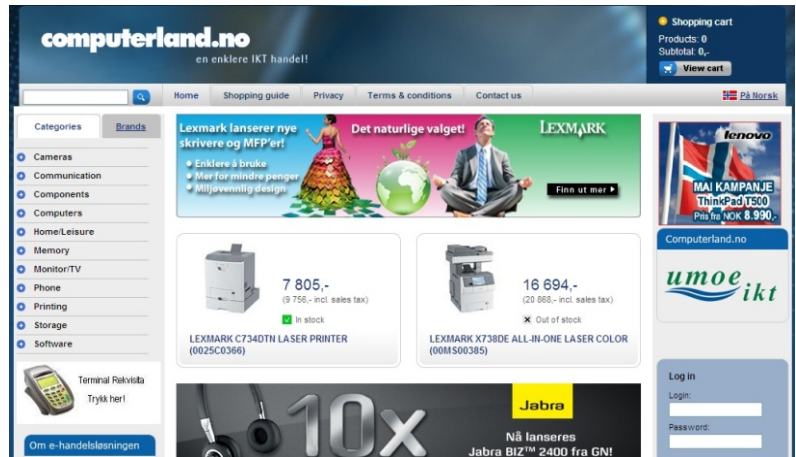 computerland.no
en enklere IKT handel!
Shopping cart
Products: 0
Subtotal: 0,-
View cart
Home
Shopping guide
Privacy
Terms & conditions
Contact us
På Norsk
Categories
Brands
Cameras
Communication
Components
Computers
Home/Leisure
Memory
Monitor/TV
Phone
Printing
Storage
Software
Terminal Rekvisita
Trykk her!
Om e-handelsløsningen
Lexmark lanserer nye
skrivere og MFP'er!
Enklere å bruke
Mer for mindre penger
Miljøvennlig design
Det naturlige valget!
LEXMARK
Finn ut mer
7 805,-
(9 756,- incl. sales tax)
In stock
LEXMARK C734DTN LASER PRINTER
(0025C0366)
16 694,-
(20 868,- incl. sales tax)
Out of stock
LEXMARK X738DE ALL-IN-ONE LASER COLOR
(00MS00385)
10x
Jabra
Nå lanseres
Jabra BIZ™ 2400 fra GN!
lenovo
MAI KAMPANJE
ThinkPad T500
Pris fra NOK 8.990,-
Computerland.no
umoe
ikt
Log in
Login:
Password: